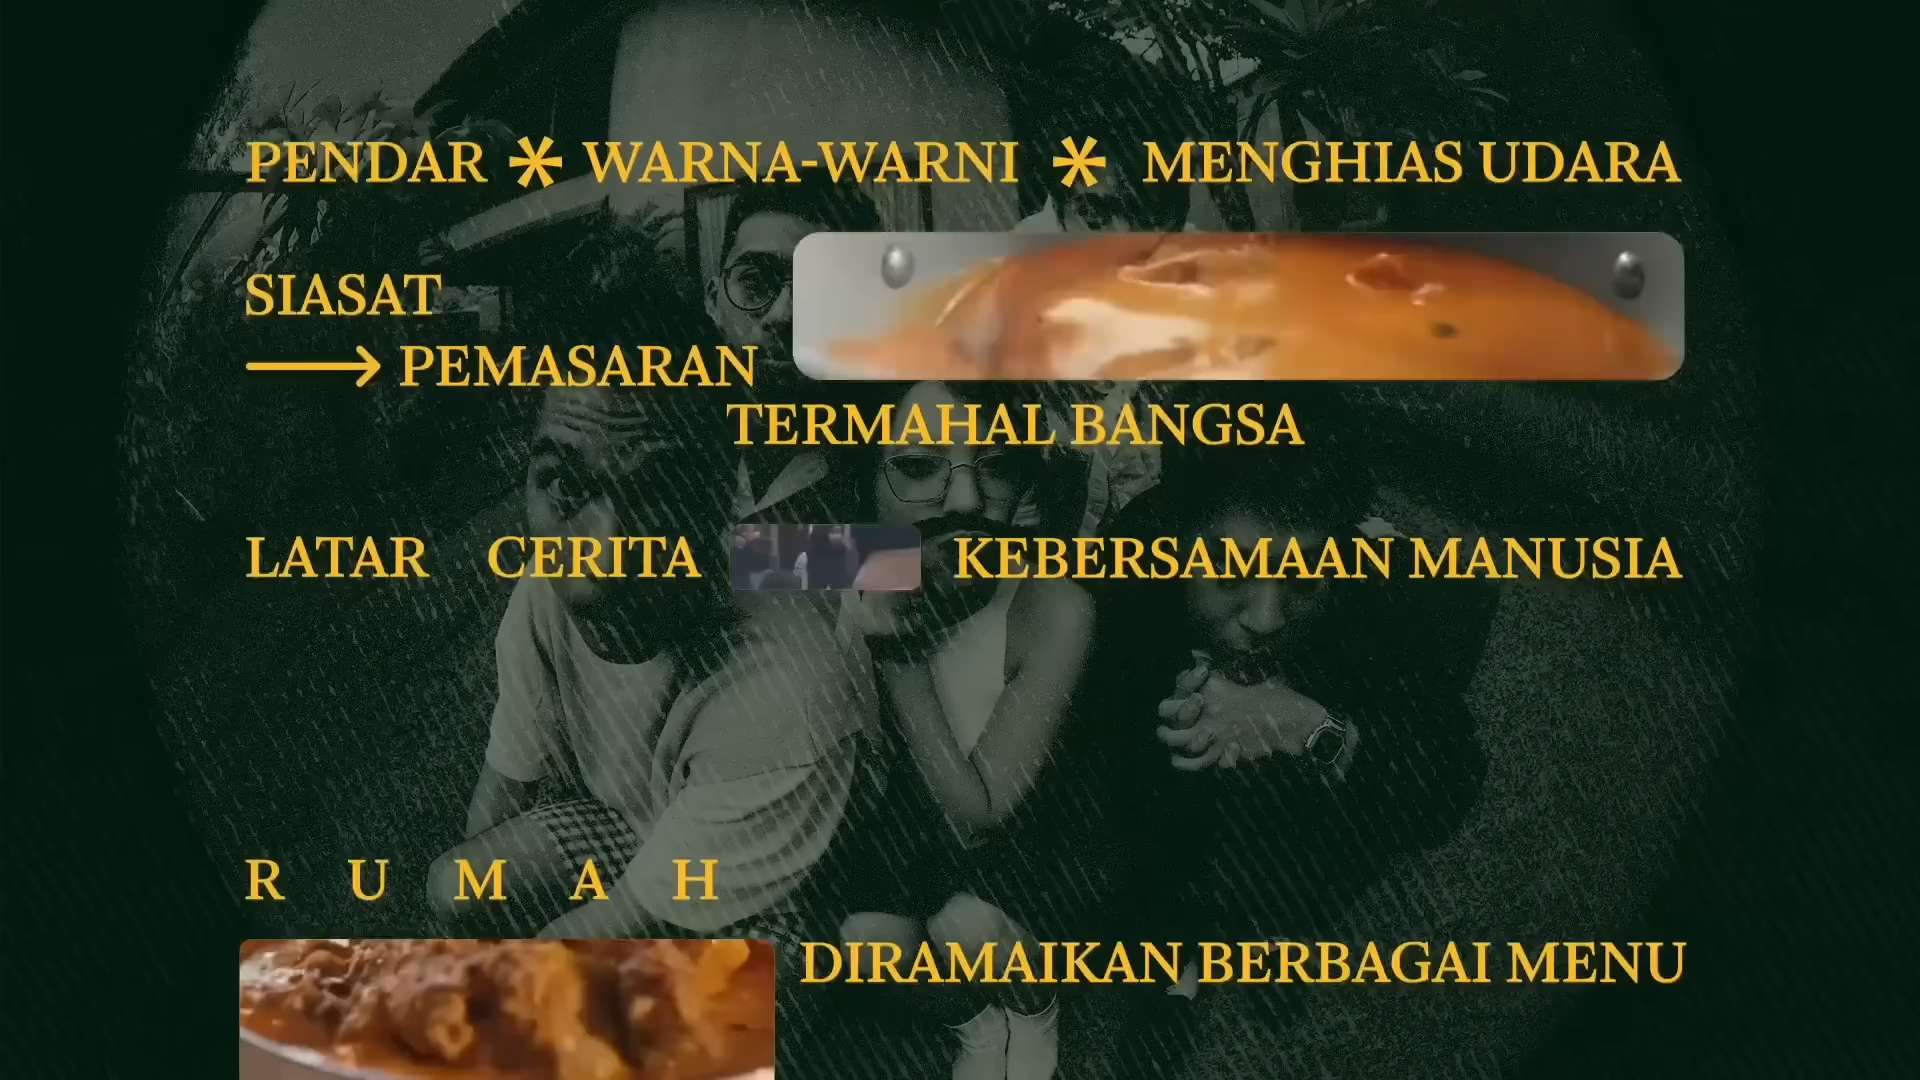 PENDAR * WARNA-WARNI * MENGHIAS UDARA
SIASAT
→ PEMASARAN
TERMAHAL BANGSA
LATAR CERITA KEBERSAMAAN MANUSIA
R U M A H
DIRAMAIKAN BERBAGAI MENU